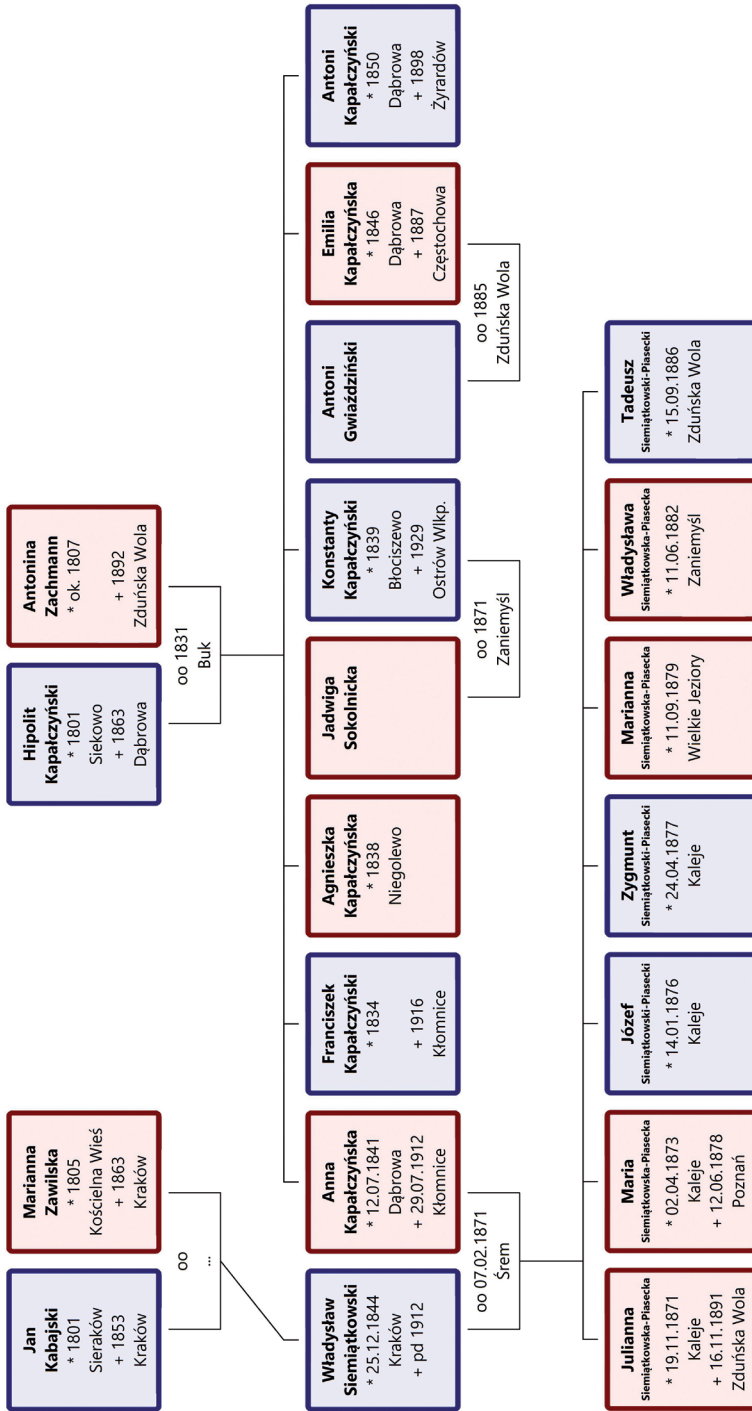 Jan
Kabajski
* 1801
Sieraków
+ 1853
Kraków
Marianna
Zawilska
* 1805
Kościelna Wieś
+ 1863
Kraków
oo
...
Hipolit
Kapałczyński
* 1801
Siekowo
+ 1863
Dąbrowa
Antonina
Zachmann
* ok. 1807
+ 1892
Zduńska Wola
oo 1831
Buk
Władysław
Siemiątkowski
* 25.12.1844
Kraków
+ pd 1912
Anna
Kapałczyńska
* 12.07.1841
Dąbrowa
+ 29.07.1912
Kłomnice
oo 07.02.1871
Śrem
Franciszek
Kapałczyński
* 1834
+ 1916
Kłomnice
Agnieszka
Kapałczyńska
* 1838
Niegolewo
Jadwiga
Sokolnicka
Konstanty
Kapałczyński
* 1839
Błociszewo
+ 1929
Ostrów Wlkp.
oo 1871
Zaniemyśl
Antoni
Gwiaździński
Emilia
Kapałczyńska
* 1846
Dąbrowa
+ 1887
Częstochowa
oo 1885
Zduńska Wola
Antoni
Kapałczyński
* 1850
Dąbrowa
+ 1898
Żyrardów
Julianna
Siemiątkowska-Piasecka
* 19.11.1871
Kaleje
+ 16.11.1891
Zduńska Wola
Maria
Siemiątkowska-Piasecka
* 02.04.1873
Kaleje
+ 12.06.1878
Poznań
Józef
Siemiątkowski-Piasecki
* 14.01.1876
Kaleje
Zygmunt
Siemiątkowski-Piasecki
* 24.04.1877
Kaleje
Marianna
Siemiątkowska-Piasecka
* 11.09.1879
Wielkie Jeziory
Władysława
Siemiątkowska-Piasecka
* 11.06.1882
Zaniemyśl
Tadeusz
Siemiątkowski-Piasecki
* 15.09.1886
Zduńska Wola